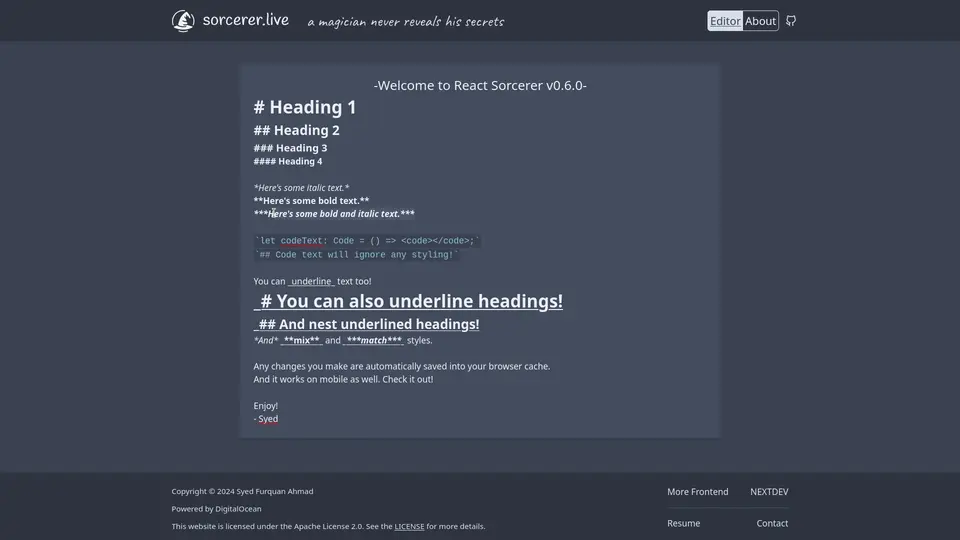 sorcerer.live a magician never reveals his secrets Editor About
-Welcome to React Sorcerer v0.6.0-
# Heading 1
## Heading 2
### Heading 3
#### Heading 4
*Here's some italic text.*
**Here's some bold text.**
***Here's some bold and italic text.***
`let codeText: Code = () => <code></code>;`
`## Code text will ignore any styling!`
You can _underline_ text too!
_# You can also underline headings!
_## And nest underlined headings!
*And* _**mix**_ and _***match***_ styles.
Any changes you make are automatically saved into your browser cache.
And it works on mobile as well. Check it out!
Enjoy!
- Syed
Copyright © 2024 Syed Furquan Ahmad
Powered by DigitalOcean
This website is licensed under the Apache License 2.0. See the LICENSE for more details.
More Frontend NEXTDEV
Resume Contact